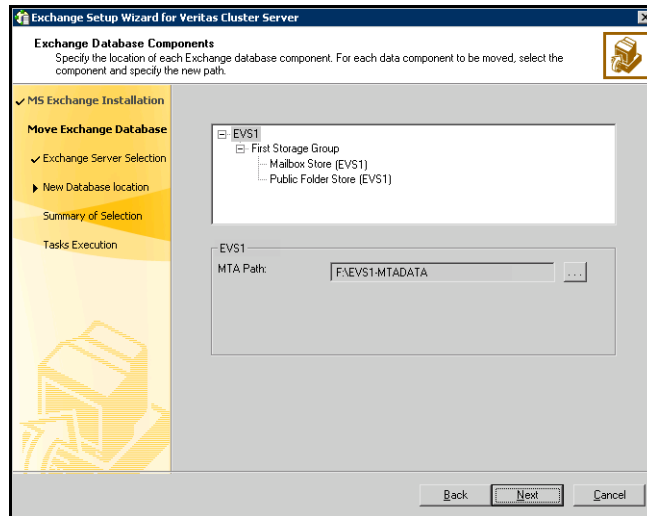 Exchange Setup Wizard for Veritas Cluster Server
Exchange Database Components
Specify the location of each Exchange database component. For each data component to be moved, select the
component and specify the new path.
MS Exchange Installation
Move Exchange Database
Exchange Server Selection
New Database location
Summary of Selection
Tasks Execution
EVS1
First Storage Group
Mailbox Store (EVS1)
Public Folder Store (EVS1)
EVS1
MTA Path:
F:\EVS1-MTADATA
...
Back
Next
Cancel